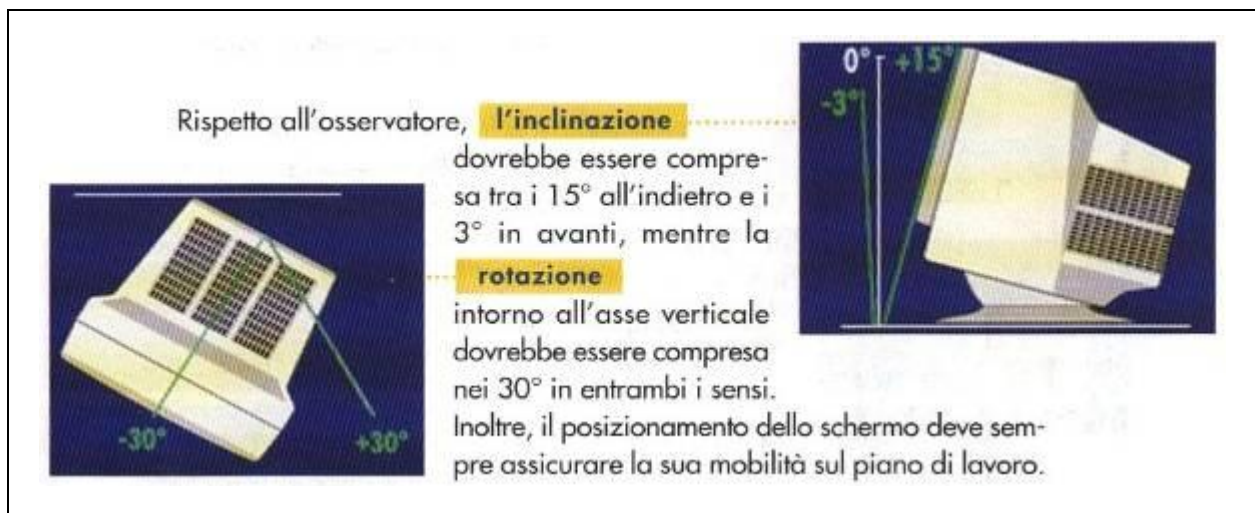 0° +15°
-3°
Rispetto all'osservatore, l'inclinazione
dovrebbe essere compre-
sa tra i 15° all'indietro e i
3° in avanti, mentre la
rotazione
intorno all'asse verticale
dovrebbe essere compresa
nei 30° in entrambi i sensi.
-30° +30°
Inoltre, il posizionamento dello schermo deve sem-
pre assicurare la sua mobilità sul piano di lavoro.